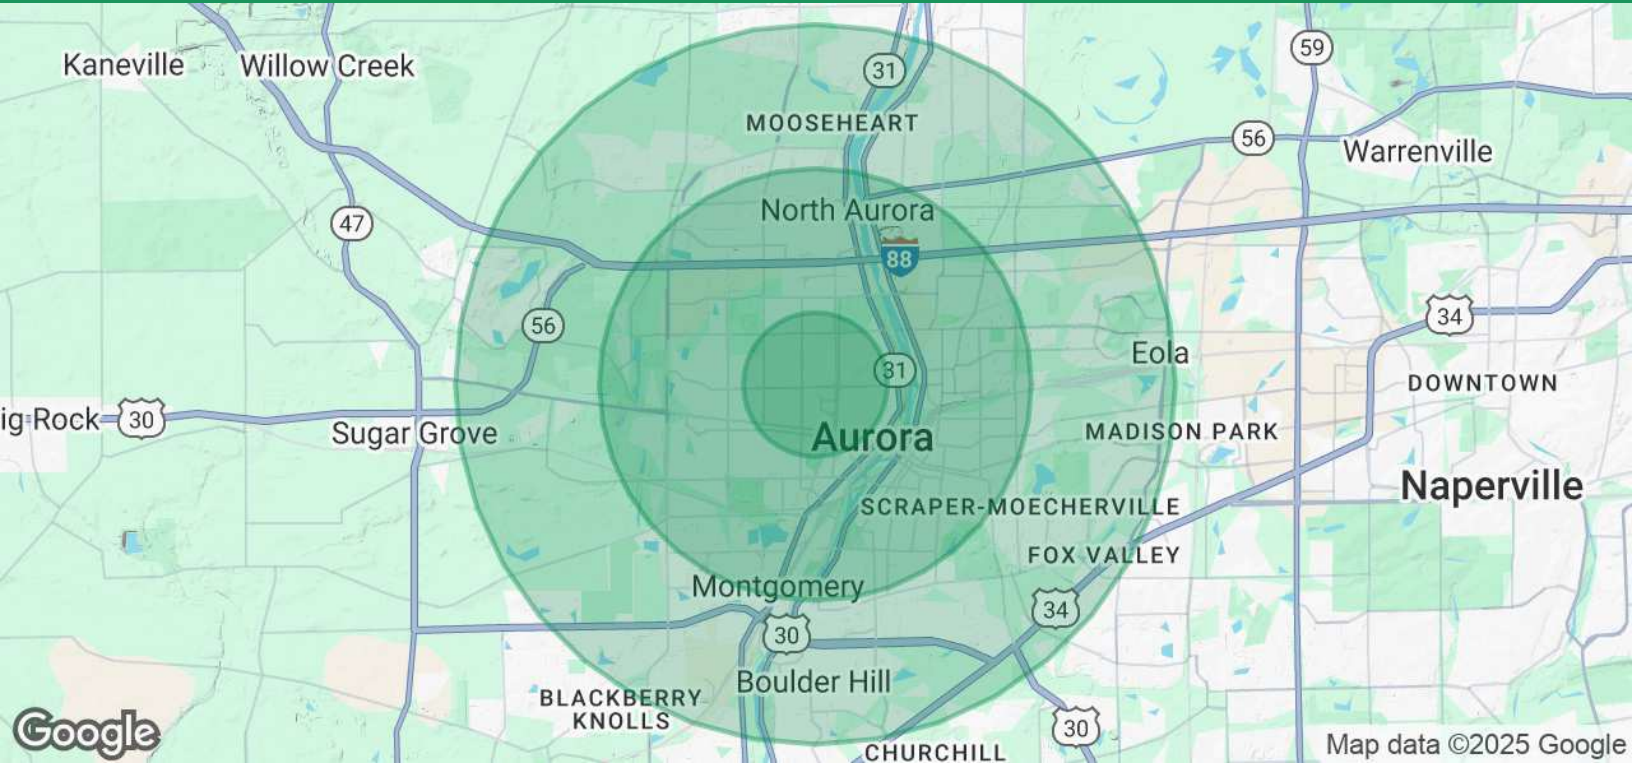 59
31
Kaneville
Willow Creek
MOOSEHEART
56
Warrenville
North Aurora
47
88
34
56
Eola
31
DOWNTOWN
ig Rock
30
Sugar Grove
Aurora
MADISON PARK
Naperville
SCRAPER-MOECHERVILLE
FOX VALLEY
Montgomery
34
30
Boulder Hill
BLACKBERRY
KNOLLS
30
Google
CHURCHILL
Map data ©2025 Google